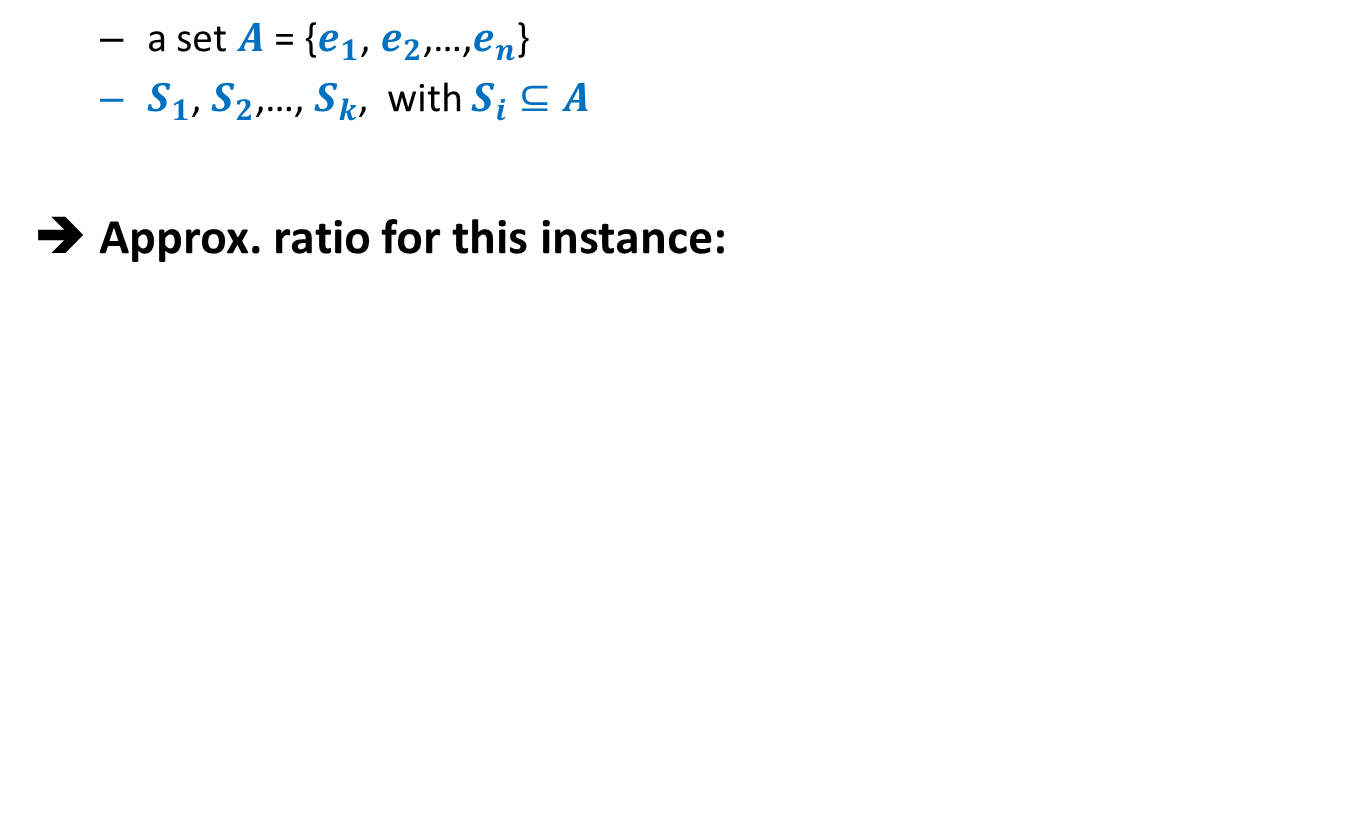 – a set A = {e₁, e₂,...,eₙ}
– S₁, S₂,..., Sₖ, with Sᵢ ⊆ A
➔ Approx. ratio for this instance: